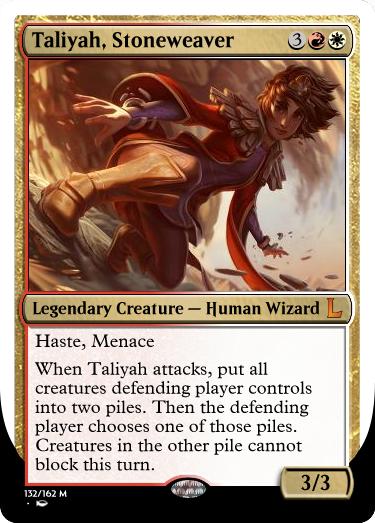 Taliyah, Stoneweaver 3
Legendary Creature — Human Wizard L
Haste, Menace
When Taliyah attacks, put all
creatures defending player controls
into two piles. Then the defending
player chooses one of those piles.
Creatures in the other pile cannot
block this turn.
3/3
132/162 M